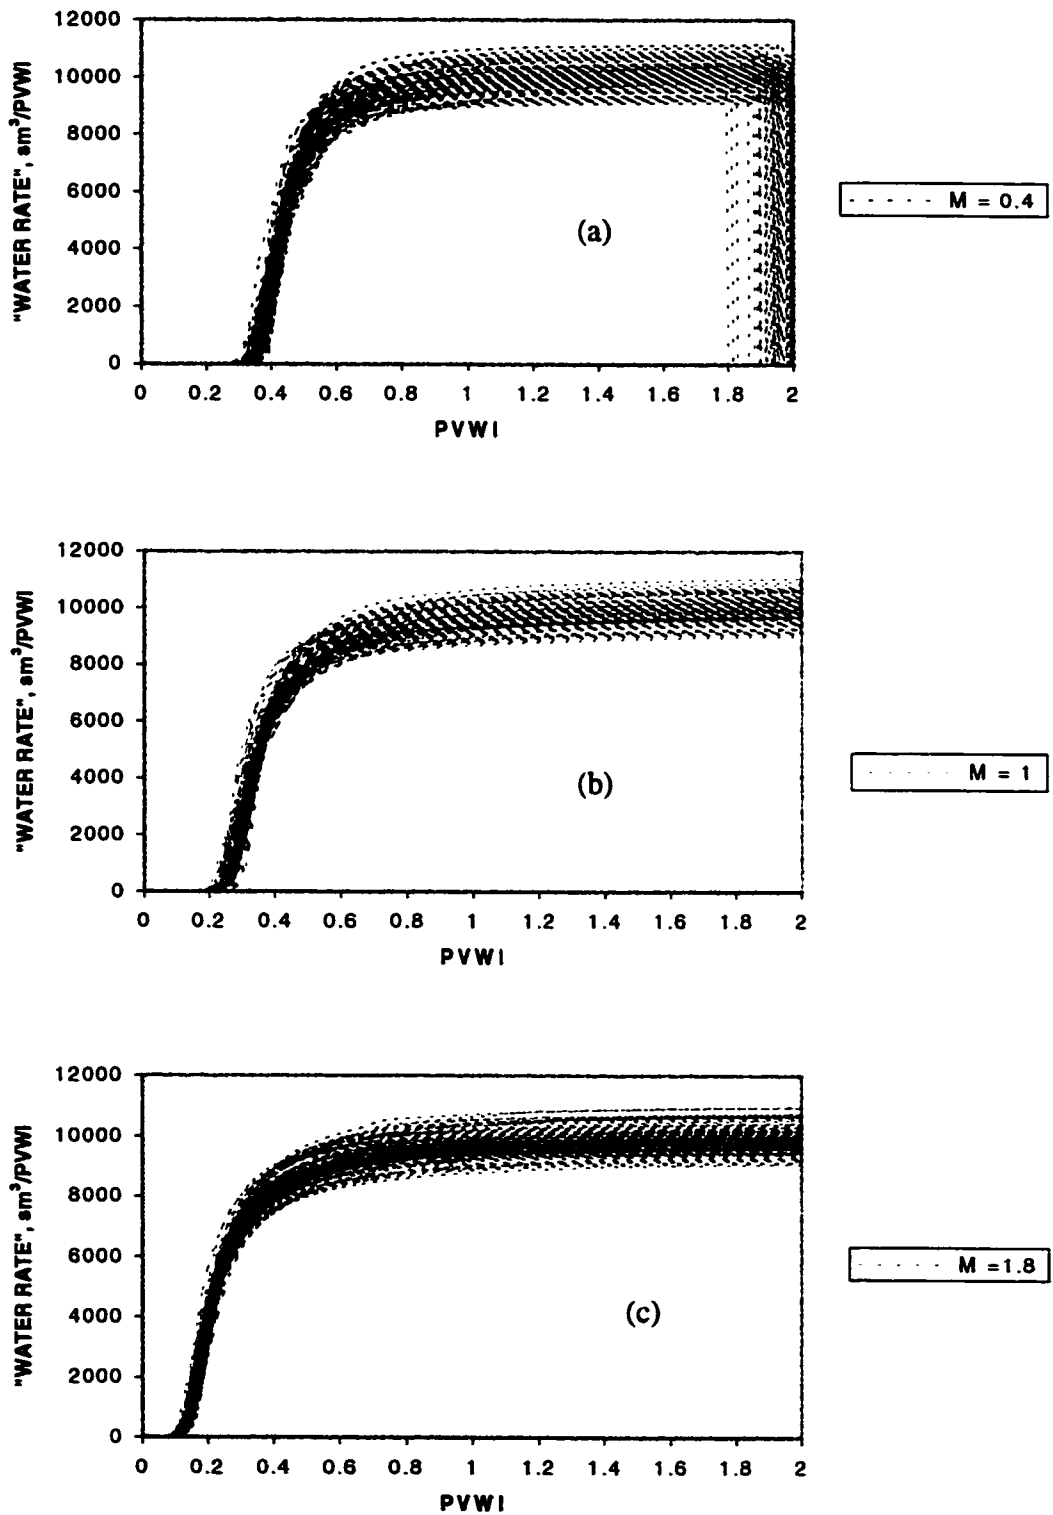 12000
10000
8000
6000
4000
2000
0
"WATER RATE", sm³/PVWI
(a)
M = 0.4
0 0.2 0.4 0.6 0.8 1 1.2 1.4 1.6 1.8 2
PVWI
12000
10000
8000
6000
4000
2000
0
"WATER RATE", sm³/PVWI
(b)
M = 1
0 0.2 0.4 0.6 0.8 1 1.2 1.4 1.6 1.8 2
PVWI
12000
10000
8000
6000
4000
2000
0
"WATER RATE", sm³/PVWI
(c)
M =1.8
0 0.2 0.4 0.6 0.8 1 1.2 1.4 1.6 1.8 2
PVWI